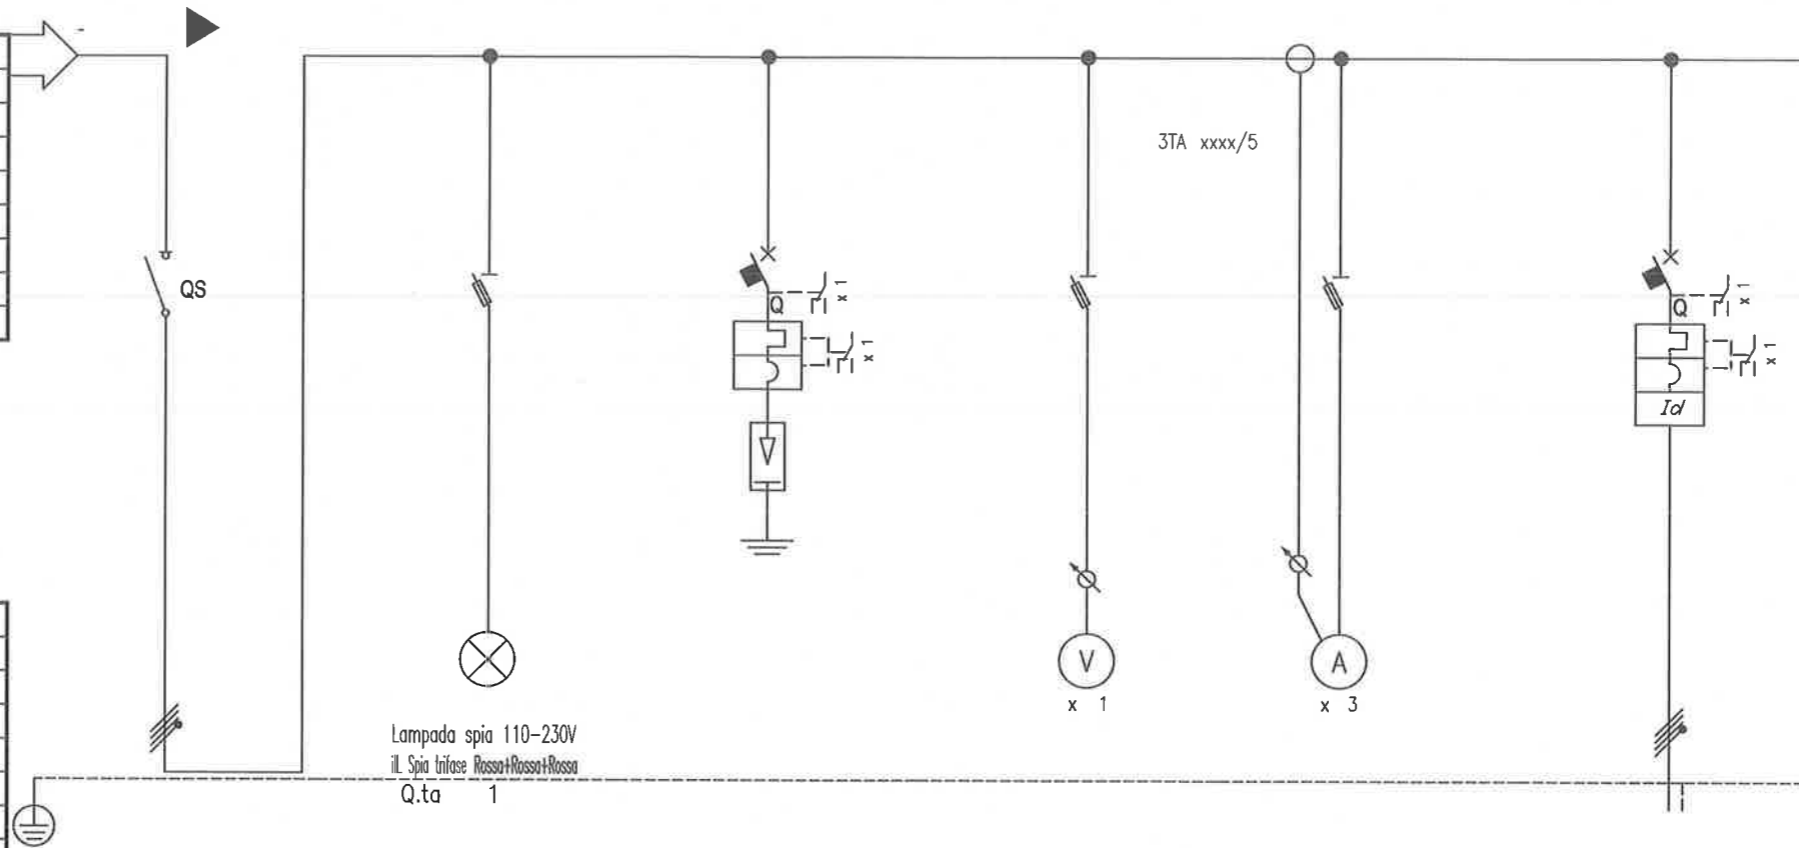 -
3TA xxxx/5
QS
Q
x 1
x 1
Q
x 1
x 1
Id
V
x 1
A
x 3
Lampada spia 110-230V
ill. Spia trifase Rossa+Rossa+Rossa
Q.ta 1